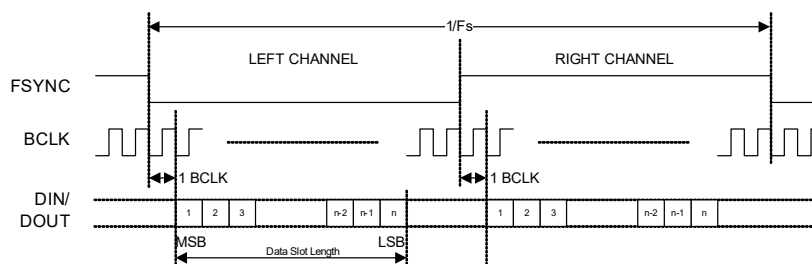 1/Fs
LEFT CHANNEL RIGHT CHANNEL
FSYNC
BCLK
1 BCLK 1 BCLK
DIN/
DOUT
1 2 3 n-2 n-1 n 1 2 3 n-2 n-1 n
MSB LSB
Data Slot Length